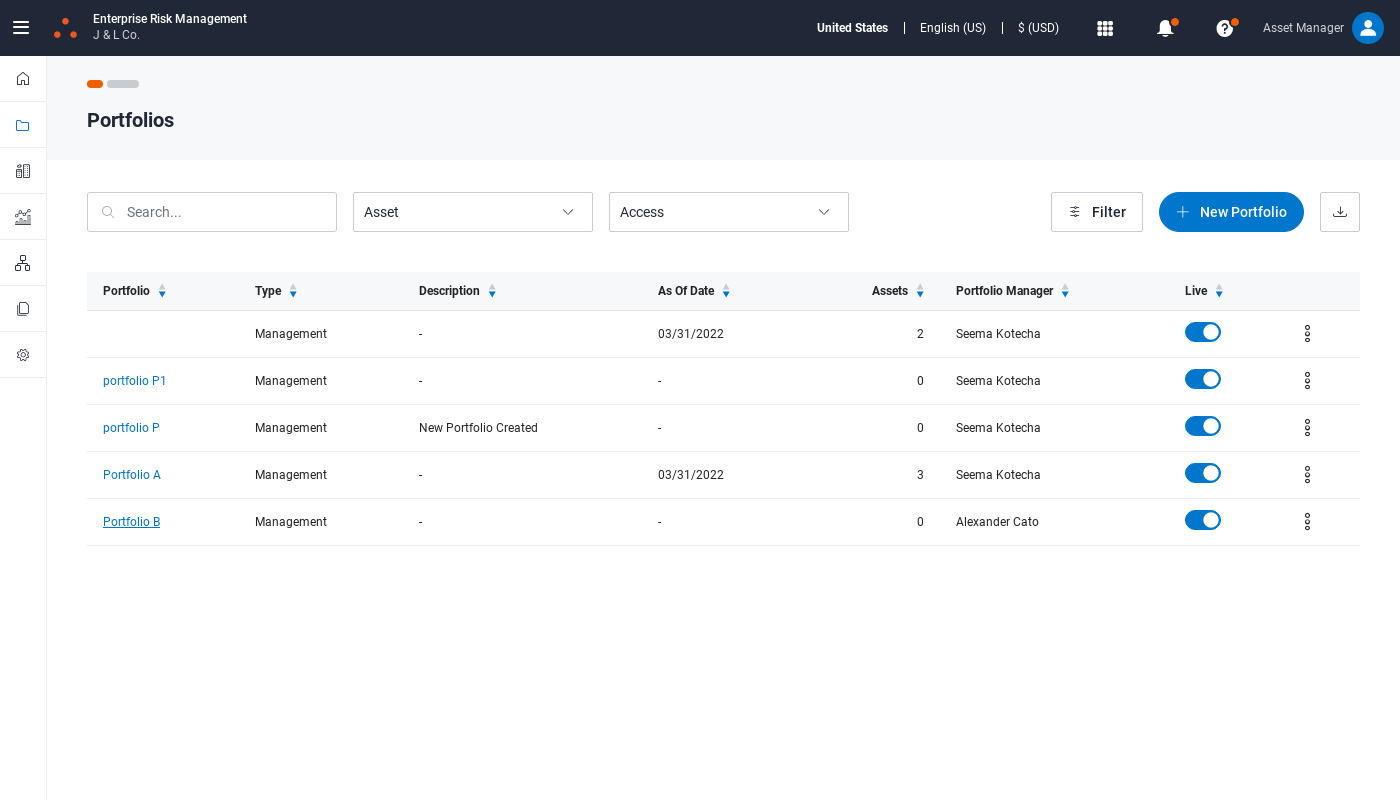 Enterprise Risk Management
J & L Co.
United States | English (US) | $ (USD)
Asset Manager
Portfolios
Search...
Asset
Access
Filter
New Portfolio
Portfolio Type Description As Of Date Assets Portfolio Manager Live
Management - 03/31/2022 2 Seema Kotecha
portfolio P1 Management - - 0 Seema Kotecha
portfolio P Management New Portfolio Created - 0 Seema Kotecha
Portfolio A Management - 03/31/2022 3 Seema Kotecha
Portfolio B Management - - 0 Alexander Cato